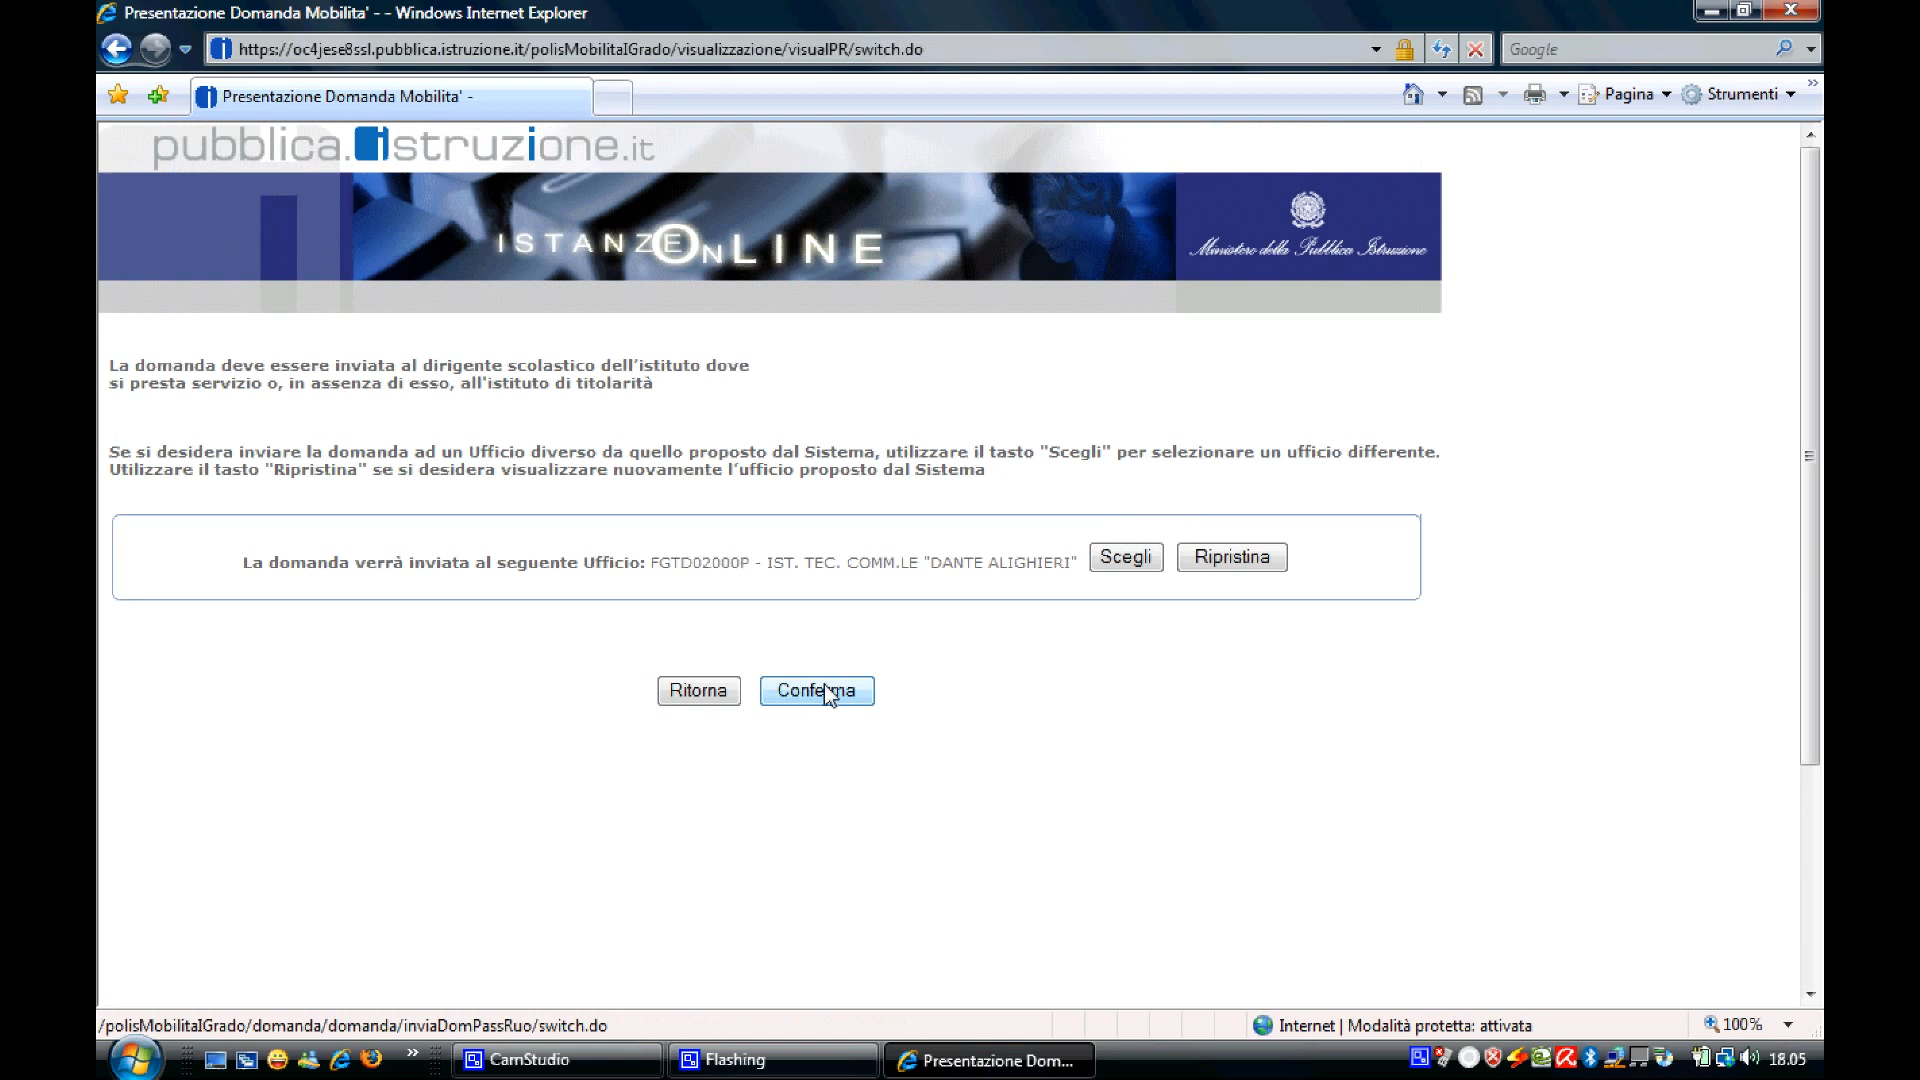 Presentazione Domanda Mobilita' - - Windows Internet Explorer
https://oc4jese8ssl.pubblica.istruzione.it/polisMobilitaIGrado/visualizzazione/visualPR/switch.do
Google
Presentazione Domanda Mobilita' -
Pagina
Strumenti
pubblica.istruzione.it
ISTANZE ONLINE
Ministero della Pubblica Istruzione
La domanda deve essere inviata al dirigente scolastico dell’istituto dove
si presta servizio o, in assenza di esso, all'istituto di titolarità
Se si desidera inviare la domanda ad un Ufficio diverso da quello proposto dal Sistema, utilizzare il tasto "Scegli" per selezionare un ufficio differente.
Utilizzare il tasto "Ripristina" se si desidera visualizzare nuovamente l’ufficio proposto dal Sistema
La domanda verrà inviata al seguente Ufficio: FGTD02000P - IST. TEC. COMM.LE "DANTE ALIGHIERI" Scegli Ripristina
Ritorna Conferma
/polisMobilitaIGrado/domanda/domanda/inviaDomPassRuo/switch.do
Internet | Modalità protetta: attivata
100%
CamStudio
Flashing
Presentazione Dom...
18.05